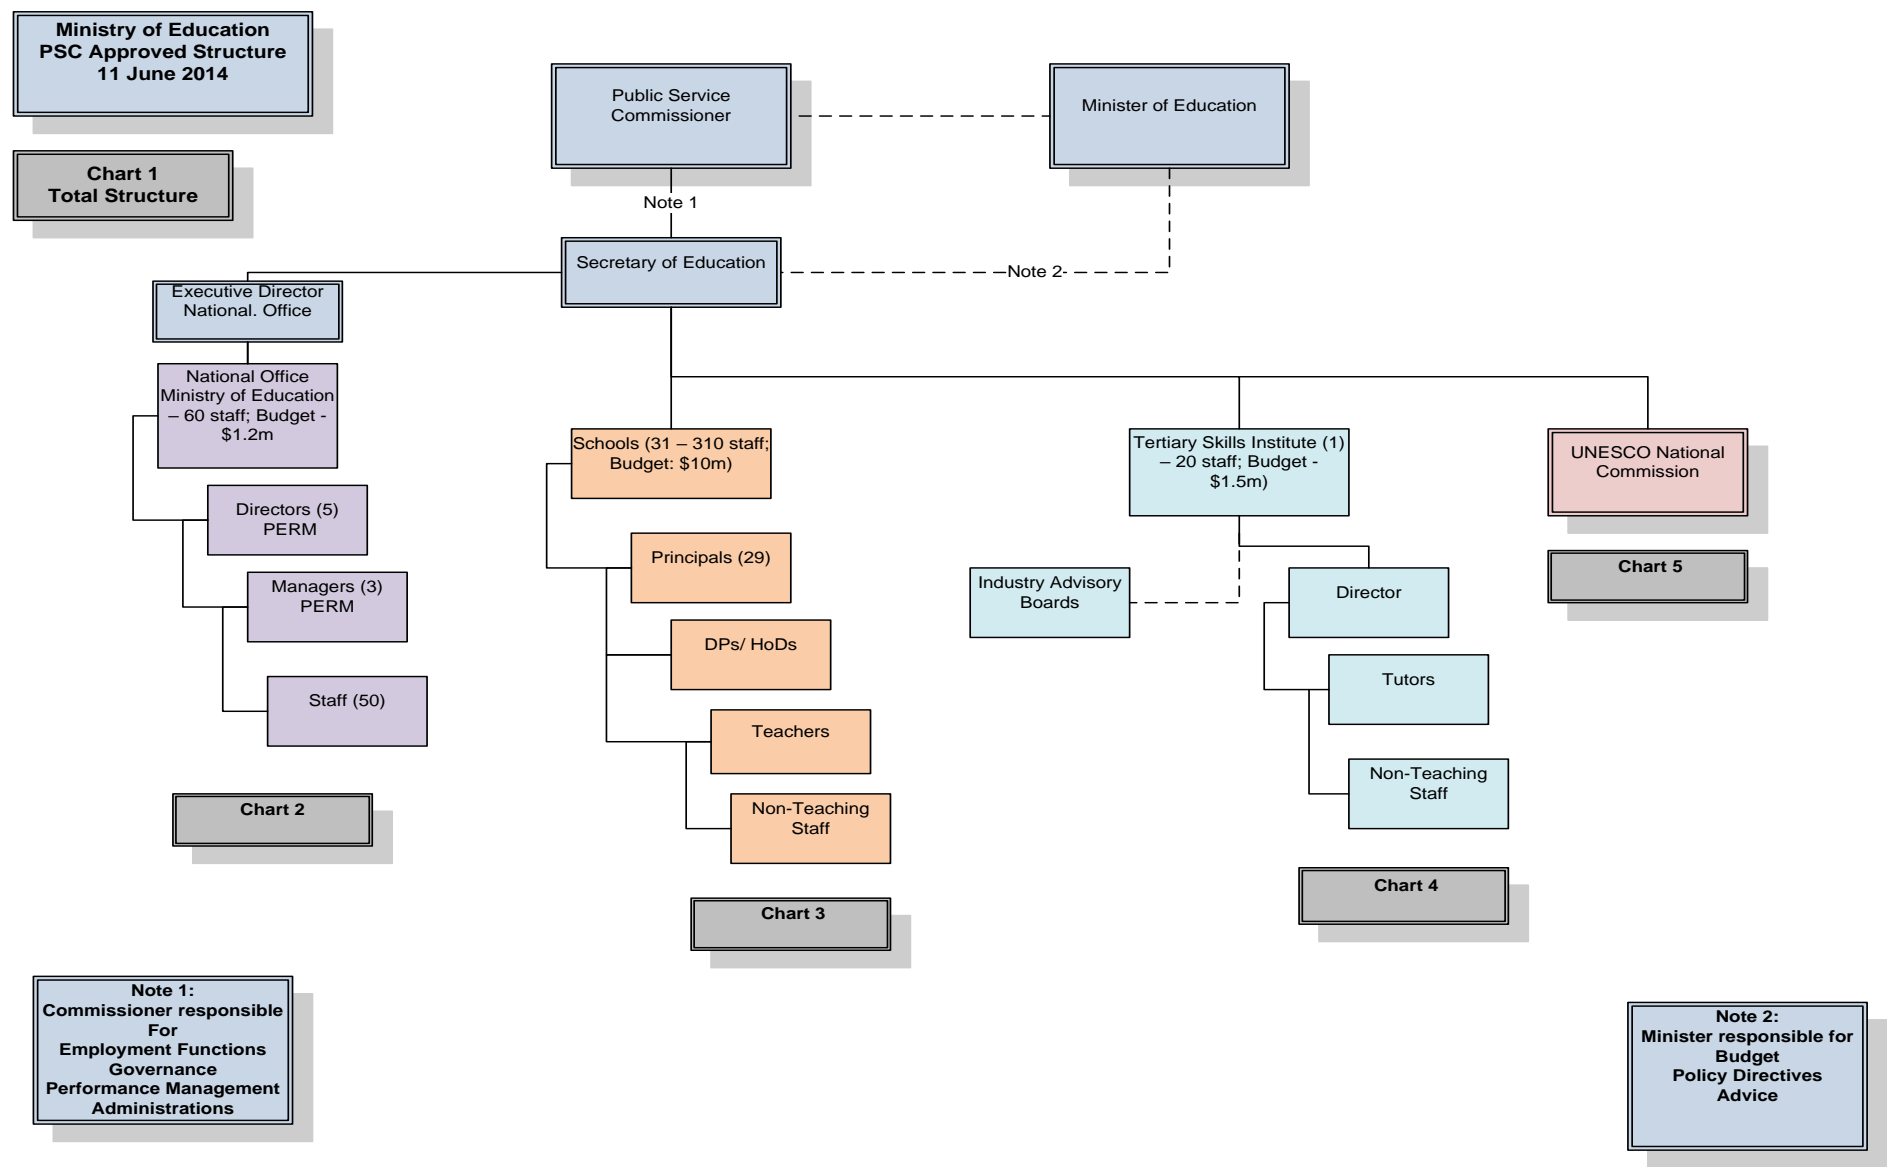 Ministry of Education
PSC Approved Structure
11 June 2014
Chart 1
Total Structure
Public Service
Commissioner
Minister of Education
Note 1
Secretary of Education
Note 2
Executive Director
National. Office
National Office
Ministry of Education
– 60 staff; Budget -
$1.2m
Directors (5)
PERM
Managers (3)
PERM
Staff (50)
Chart 2
Schools (31 – 310 staff;
Budget: $10m)
Principals (29)
DPs/ HoDs
Teachers
Non-Teaching
Staff
Chart 3
Tertiary Skills Institute (1)
– 20 staff; Budget -
$1.5m)
Industry Advisory
Boards
Director
Tutors
Non-Teaching
Staff
Chart 4
UNESCO National
Commission
Chart 5
Note 1:
Commissioner responsible
For
Employment Functions
Governance
Performance Management
Administrations
Note 2:
Minister responsible for
Budget
Policy Directives
Advice